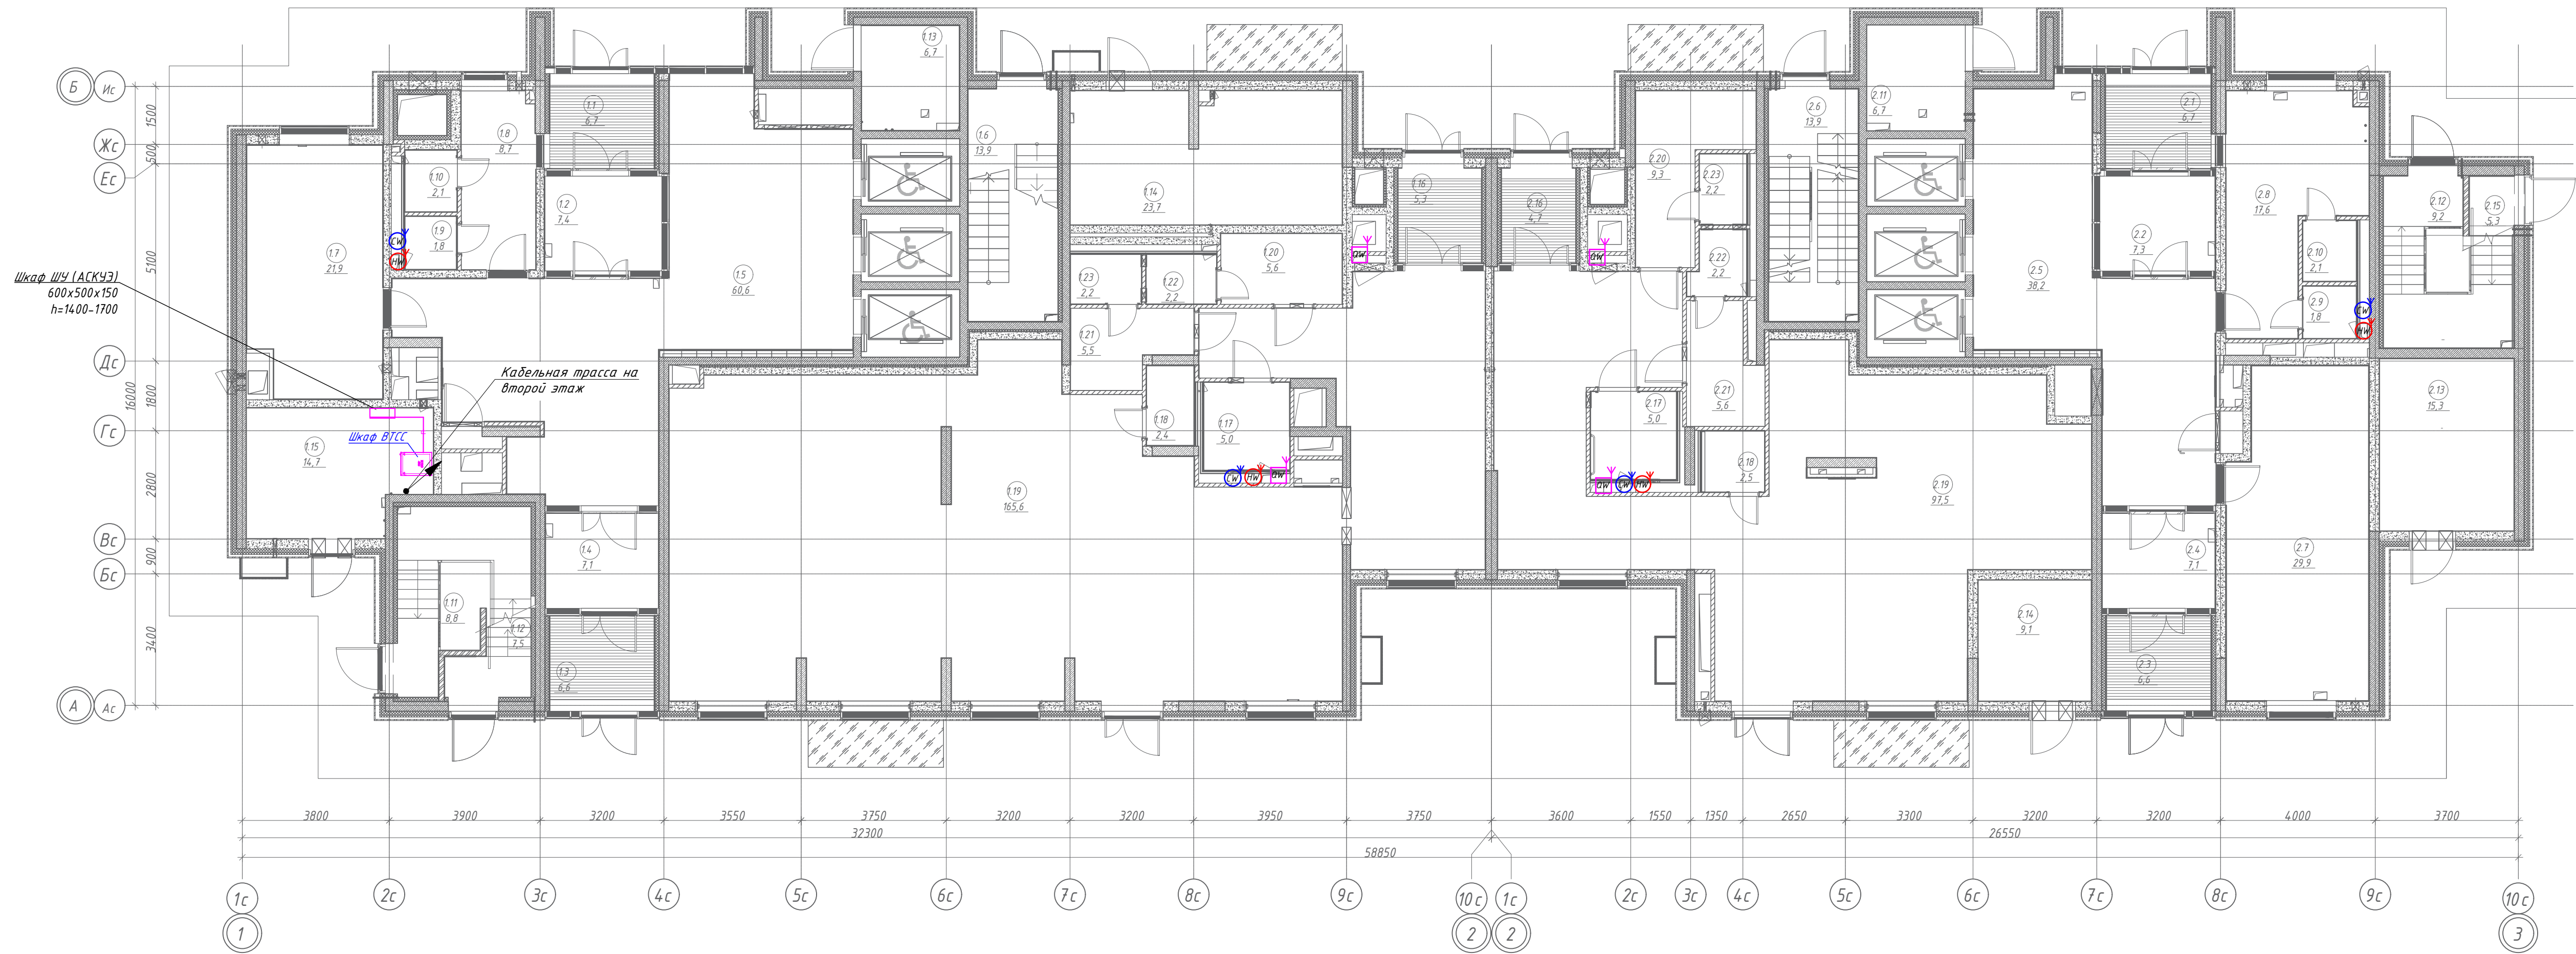 1.13
6,7
Б
Ис
1.1
6,7
2.11
6,7
2.6
13,9
2.1
6,7
1500
1.8
8,7
1.6
13,9
Жс
500
Ес
1.10
2,1
1.14
23,7
1.16
5,3
2.20
9,3
2.23
2,2
2.16
4,7
1.2
7,4
2.8
17,6
2.12
9,2
2.15
5,3
1.9
1,8
CW
HW
1.7
21,9
5100
2.2
7,3
2.10
2,1
QW
QW
1.20
5,6
2.22
2,2
Шкаф ШУ (АСКУЭ)
600х500х150
h=1400-1700
1.5
60,6
1.23
2,2
1.22
2,2
2.5
38,2
2.9
1,8
CW
HW
1.21
5,5
Дс
Кабельная трасса на
второй этаж
16000
1800
2.13
15,3
2.21
5,6
2.17
5,0
1.18
2,4
1.17
5,0
Гс
Шкаф ВТСС
1.15
14,7
2800
CW
HW
QW
QW
CW
HW
2.18
2,5
1.19
165,6
2.19
97,5
Вс
900
1.4
7,1
2.4
7,1
2.7
29,9
Бс
1.11
8,8
1.12
7,5
2.14
9,1
3400
1.3
6,6
2.3
6,6
А
Ас
3800
3900
3200
3550
3750
3200
3200
3950
3750
3600
1550
1350
2650
3300
3200
3200
4000
3700
32300
26550
58850
1с
2с
3с
4с
5с
6с
7с
8с
9с
10с
1с
2с
3с
4с
5с
6с
7с
8с
9с
10с
1
2
2
3